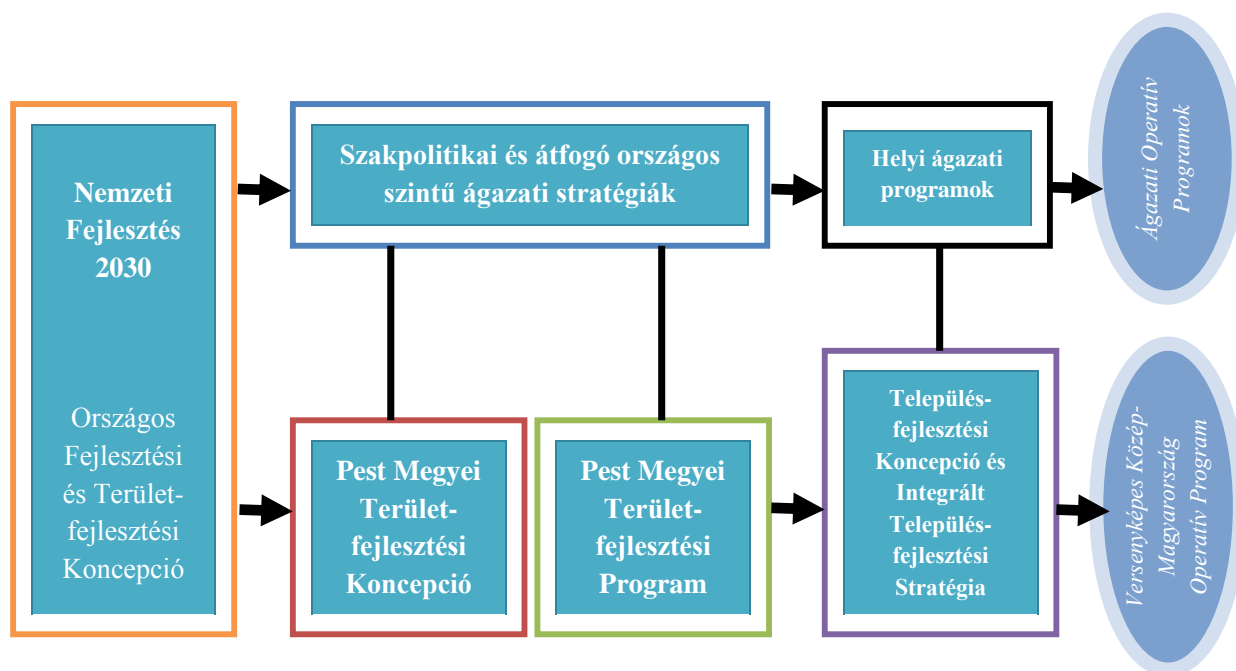 Nemzeti
Fejlesztés
2030
Országos
Fejlesztési
és Terület-
fejlesztési
Koncepció
Szakpolitikai és átfogó országos
szintű ágazati stratégiák
Helyi ágazati
programok
Ágazati Operatív
Programok
Pest Megyei
Terület-
fejlesztési
Koncepció
Pest Megyei
Terület-
fejlesztési
Program
Település-
fejlesztési
Koncepció és
Integrált
Település-
fejlesztési
Stratégia
Versenyképes Közép-
Magyarország
Operatív Program